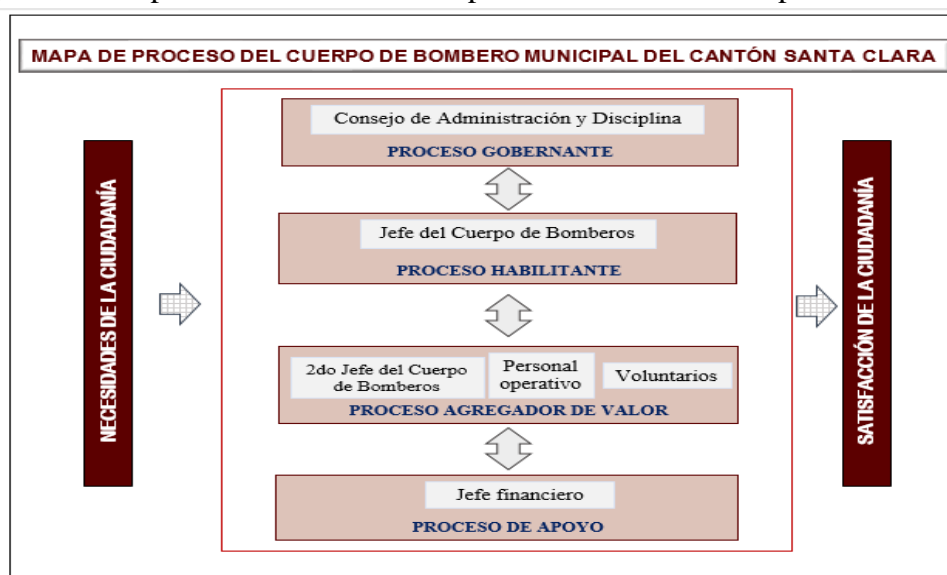 MAPA DE PROCESO DEL CUERPO DE BOMBERO MUNICIPAL DEL CANTÓN SANTA CLARA
NECESIDADES DE LA CIUDADANÍA
Consejo de Administración y Disciplina
PROCESO GOBERNANTE
Jefe del Cuerpo de Bomberos
PROCESO HABILITANTE
2do Jefe del Cuerpo
de Bomberos
Personal
operativo
Voluntarios
PROCESO AGREGADOR DE VALOR
Jefe financiero
PROCESO DE APOYO
SATISFACCIÓN DE LA CIUDADANÍA